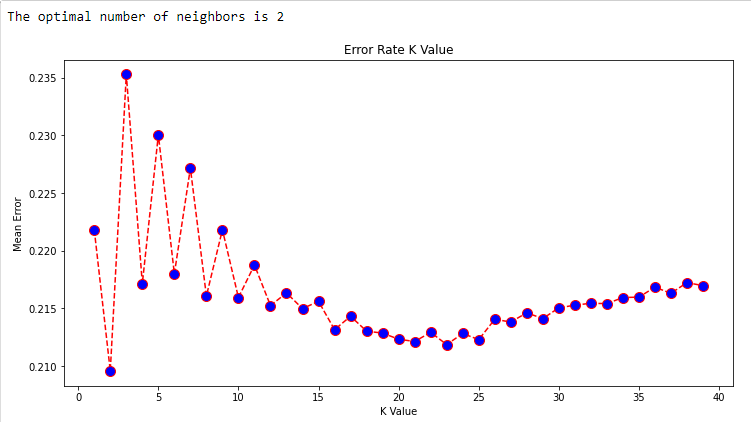 The optimal number of neighbors is 2
Error Rate K Value
0.235
0.230
0.225
0.220
0.215
0.210
Mean Error
0 5 10 15 20 25 30 35 40
K Value